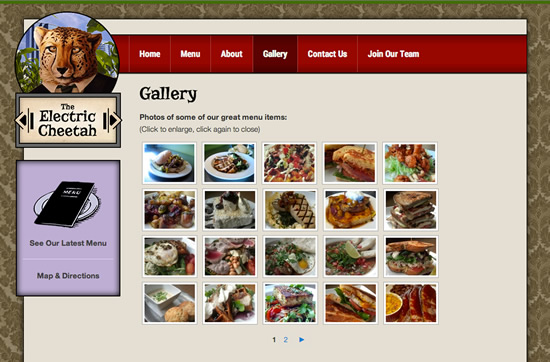 Home Menu About Gallery Contact Us Join Our Team
The
Electric
Cheetah
Gallery
Photos of some of our great menu items:
(Click to enlarge, click again to close)
MENU
See Our Latest Menu
Map & Directions
1 2